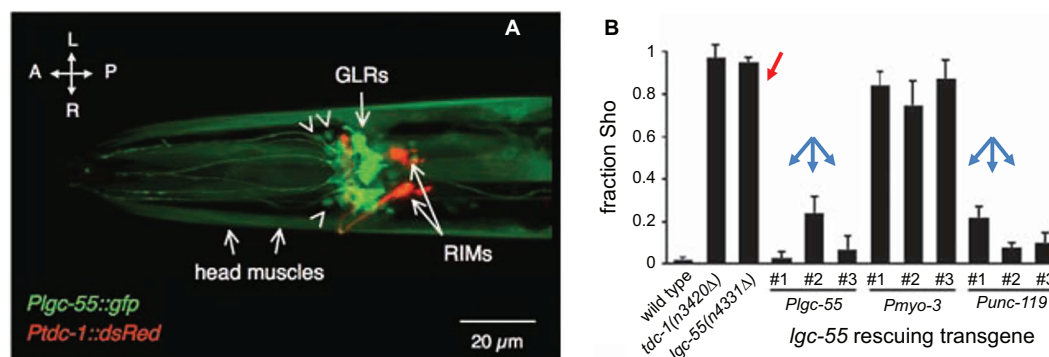 A
L
A P
R
GLRs
RIMs
head muscles
Plgc-55::gfp
Ptdc-1::dsRed
20 µm
B
fraction Sho
1
0.8
0.6
0.4
0.2
0
wild type
tdc-1(n3420Δ)
lgc-55(n4331Δ)
#1 #2 #3 #1 #2 #3 #1 #2 #3
Plgc-55 Pmyo-3 Punc-119
lgc-55 rescuing transgene